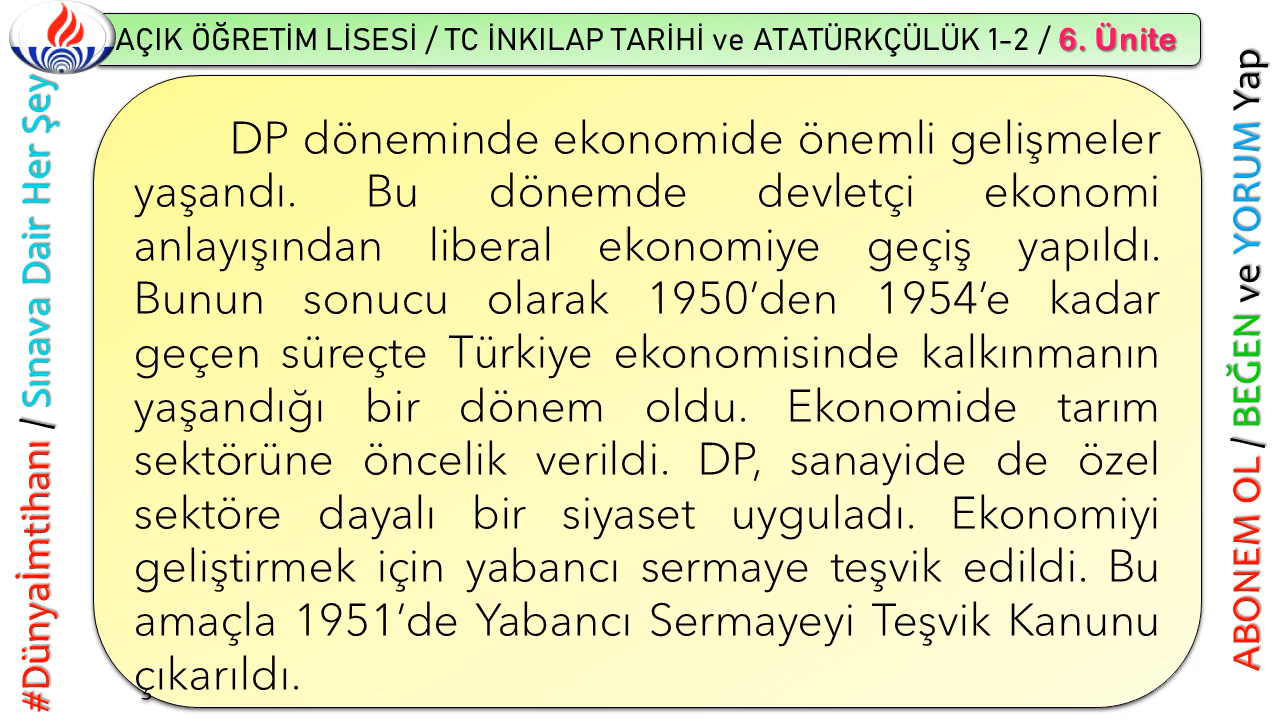 AÇIK ÖĞRETİM LİSESİ / TC İNKILAP TARİHİ ve ATATÜRKÇÜLÜK 1-2 / 6. Ünite
#Dünyaİmtihanı / Sınava Dair Her Şey
DP döneminde ekonomide önemli gelişmeler
yaşandı. Bu dönemde devletçi ekonomi
anlayışından liberal ekonomiye geçiş yapıldı.
Bunun sonucu olarak 1950’den 1954’e kadar
geçen süreçte Türkiye ekonomisinde kalkınmanın
yaşandığı bir dönem oldu. Ekonomide tarım
sektörüne öncelik verildi. DP, sanayide de özel
sektöre dayalı bir siyaset uyguladı. Ekonomiyi
geliştirmek için yabancı sermaye teşvik edildi. Bu
amaçla 1951’de Yabancı Sermayeyi Teşvik Kanunu
çıkarıldı.
ABONEM OL / BEĞEN ve YORUM Yap